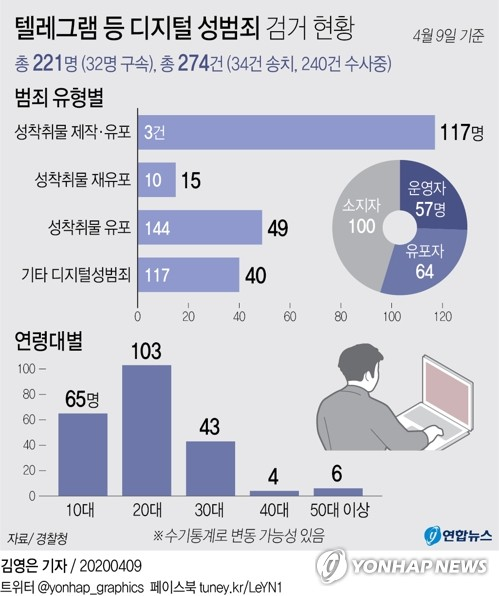 텔레그램 등 디지털 성범죄 검거 현황
4월 9일 기준
총 221명 (32명 구속), 총 274건 (34건 송치, 240건 수사중)
범죄 유형별
성착취물 제작·유포 3건 117명
성착취물 재유포 10 15
성착취물 유포 144 49
기타 디지털성범죄 117 40
0 20 40 60 80 100 120
소지자
100
운영자
57명
유포자
64
연령대별
100
80
60
40
20
0
65명 103 43 4 6
10대 20대 30대 40대 50대 이상
자료/ 경찰청
※수기통계로 변동 가능성 있음
연합뉴스
김영은 기자 / 20200409
YONHAP NEWS
트위터 @yonhap_graphics 페이스북 tuney.kr/LeYN1